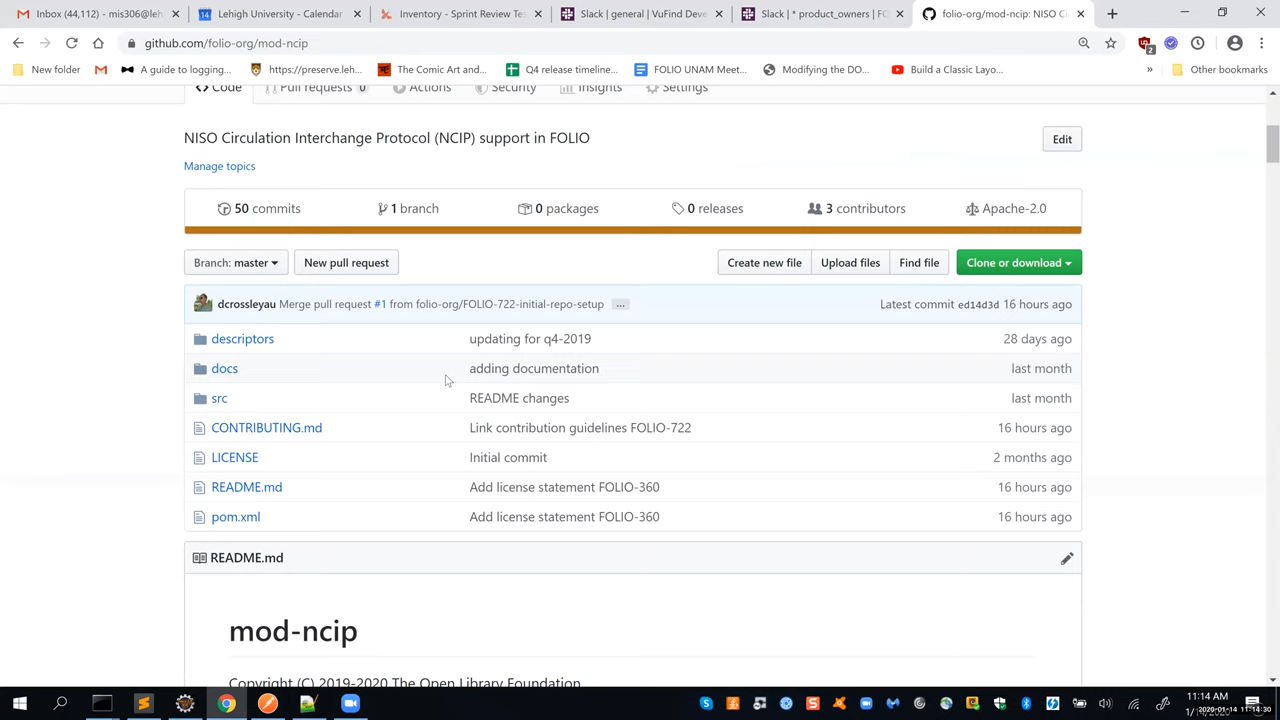 Inbox (44,112) - mis306@leh
Lehigh University - Calendar
Inventory - Sprint Review Te
Slack | general | VuFind Deve
Slack | * product_owners | FO
folio-org/mod-ncip: NISO Ci
github.com/folio-org/mod-ncip
2
New folder
A guide to logging...
https://preserve.leh...
The Comic Art and...
Q4 release timeline...
FOLIO UNAM Meet...
Modifying the DO...
Build a Classic Layo...
»
Other bookmarks
Code
Pull requests 0
Actions
Security
Insights
Settings
NISO Circulation Interchange Protocol (NCIP) support in FOLIO
Edit
Manage topics
50 commits
1 branch
0 packages
0 releases
3 contributors
Apache-2.0
Branch: master
New pull request
Create new file
Upload files
Find file
Clone or download
dcrossleyau Merge pull request #1 from folio-org/FOLIO-722-initial-repo-setup ...
Latest commit ed14d3d 16 hours ago
descriptors
updating for q4-2019
28 days ago
docs
adding documentation
last month
src
README changes
last month
CONTRIBUTING.md
Link contribution guidelines FOLIO-722
16 hours ago
LICENSE
Initial commit
2 months ago
README.md
Add license statement FOLIO-360
16 hours ago
pom.xml
Add license statement FOLIO-360
16 hours ago
README.md
mod-ncip
Copyright (C) 2019-2020 The Open Library Foundation
11:14 AM
2020-01-14 11:14:30